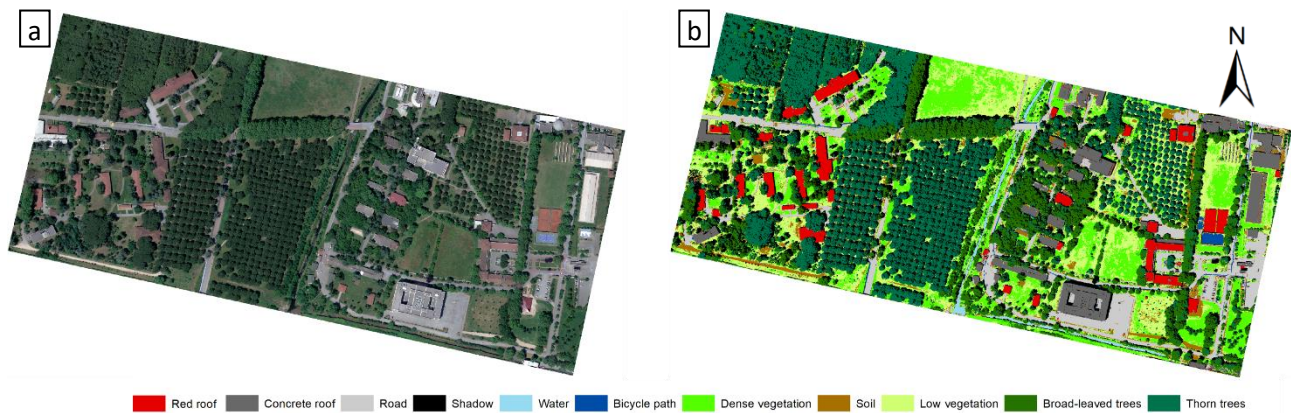 a
b
N
Red roof Concrete roof Road Shadow Water Bicycle path Dense vegetation Soil Low vegetation Broad-leaved trees Thorn trees